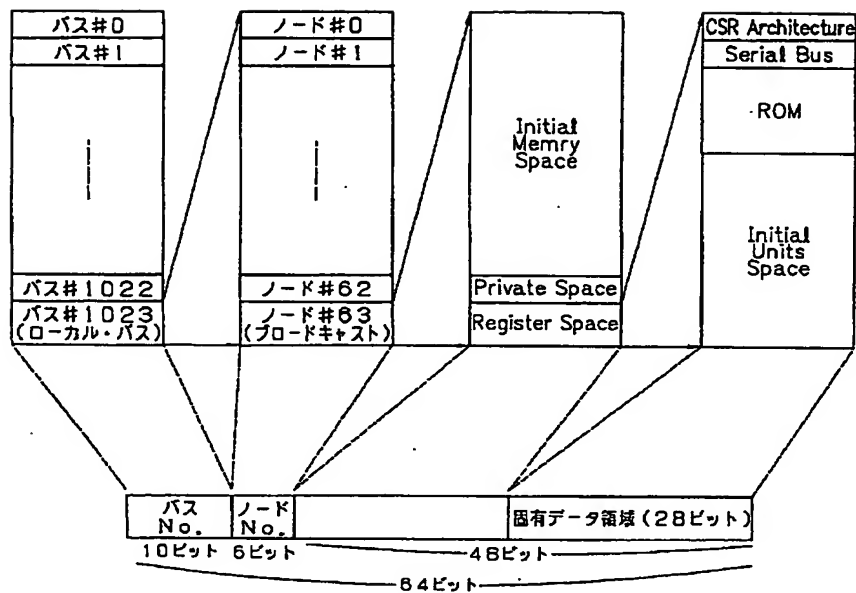 バス#0
バス#1
バス#1022
バス#1023
(ローカル・バス)
ノード#0
ノード#1
ノード#62
ノード#63
(ブロードキャスト)
Initial
Memry
Space
Private Space
Register Space
CSR Architecture
Serial Bus
ROM
Initial
Units
Space
バス
No.
ノード
No.
固有データ領域(28ビット)
10ビット 6ビット
48ビット
64ビット